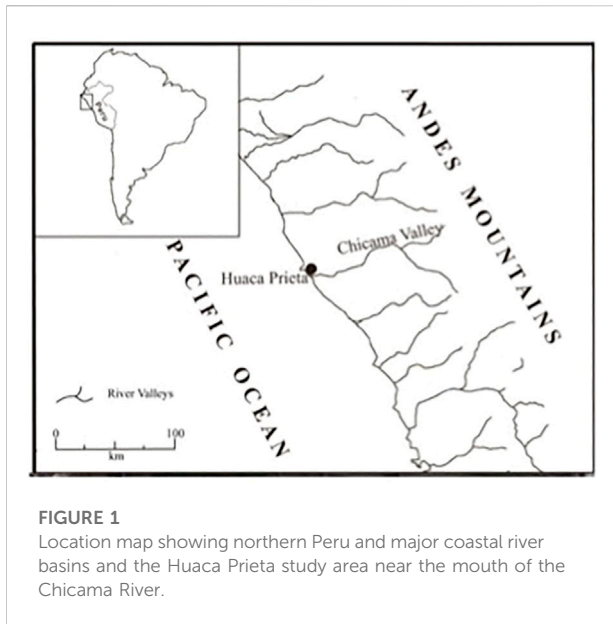 Peru
ANDES MOUNTAINS
Chicama Valley
Huaca Prieta
PACIFIC OCEAN
River Valleys
0 100
km
FIGURE 1
Location map showing northern Peru and major coastal river
basins and the Huaca Prieta study area near the mouth of the
Chicama River.